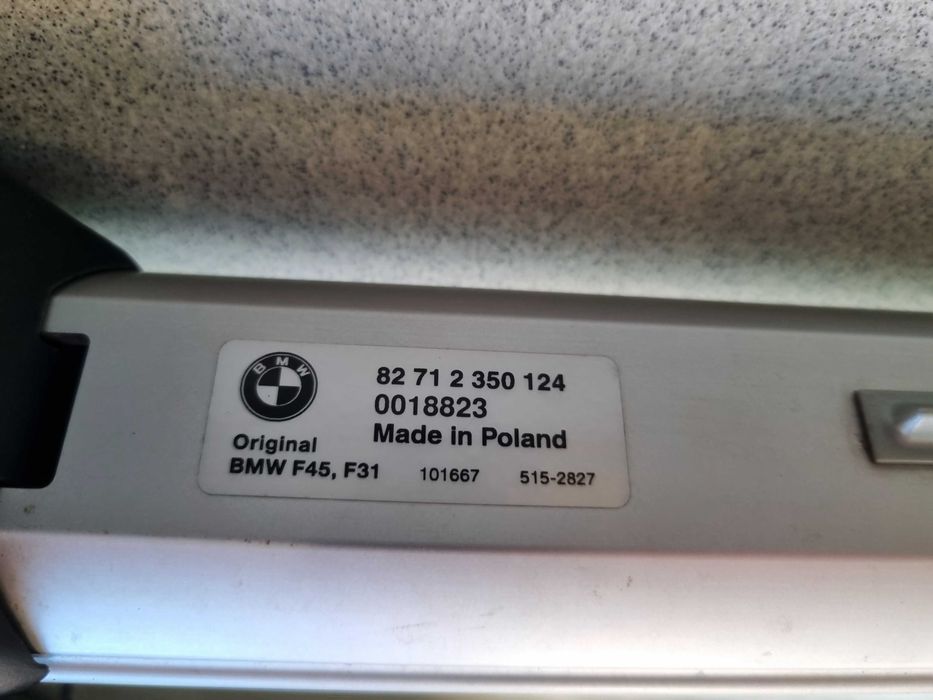 BMW
82 71 2 350 124
0018823
Made in Poland
Original
BMW F45, F31 101667 515-2827